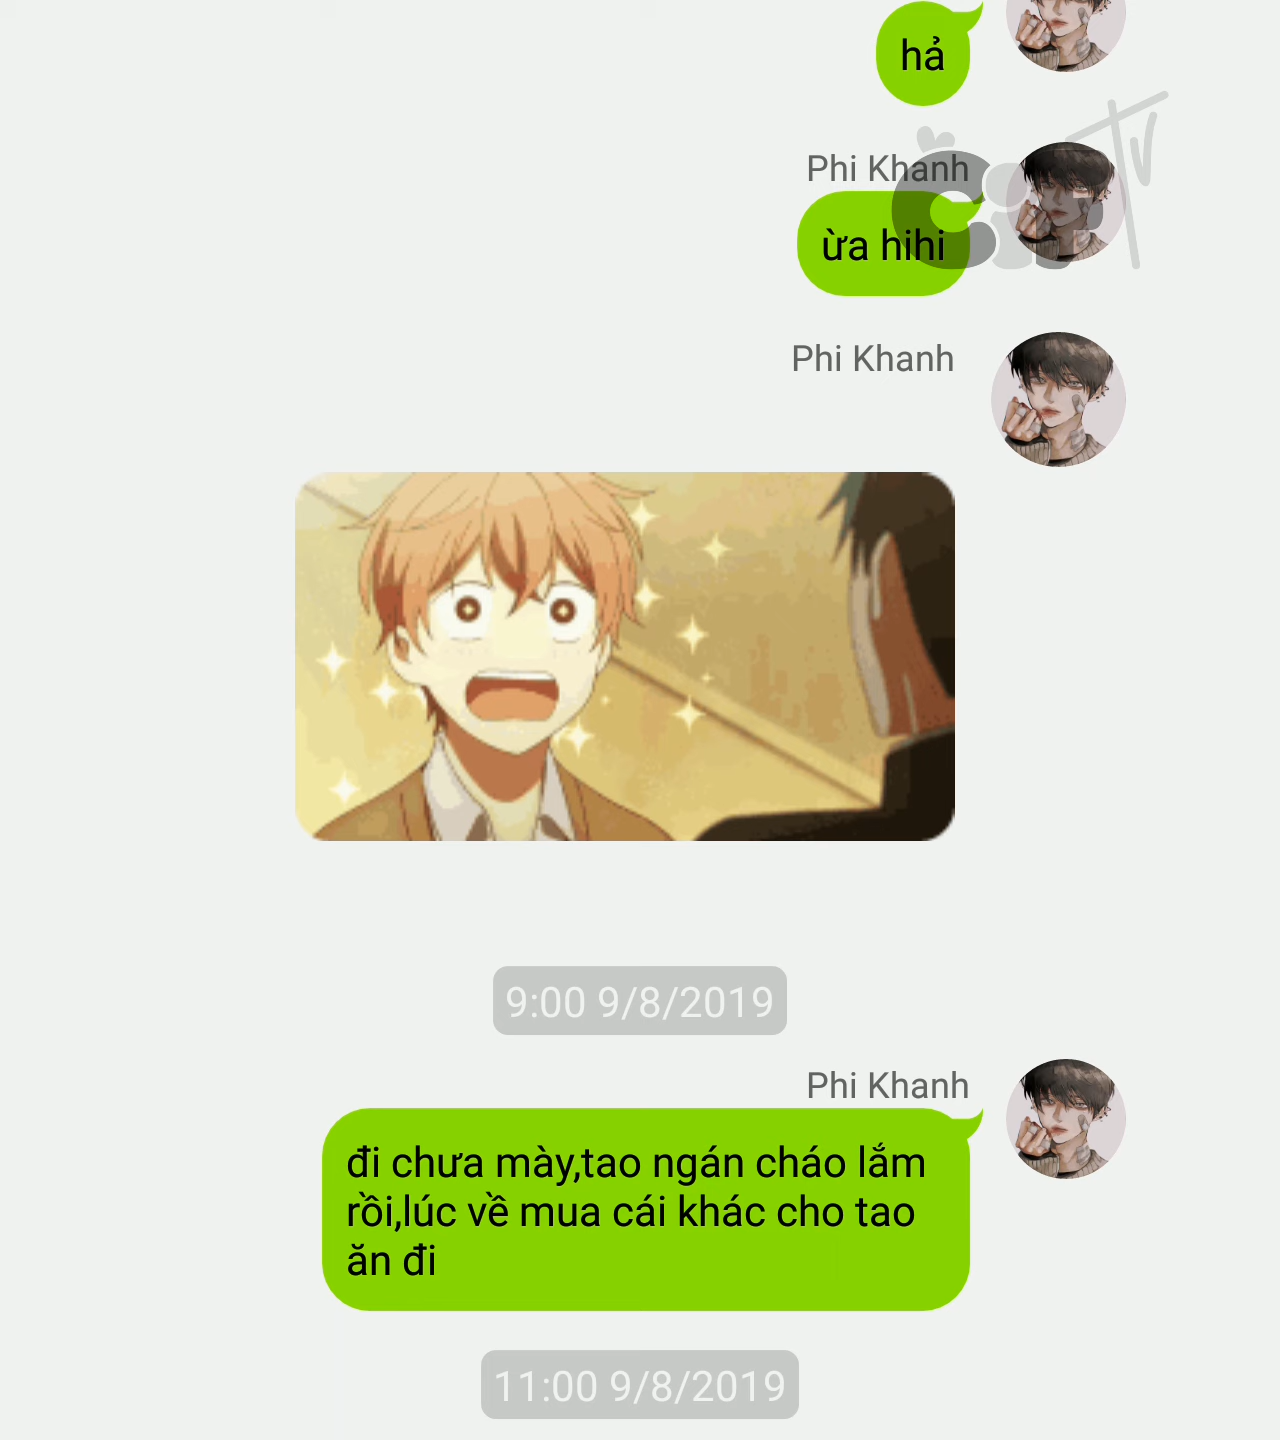 hả
Phi Khanh
ừa hihi
Phi Khanh
9:00 9/8/2019
Phi Khanh
đi chưa mày,tao ngán cháo lắm
rồi,lúc về mua cái khác cho tao
ăn đi
11:00 9/8/2019